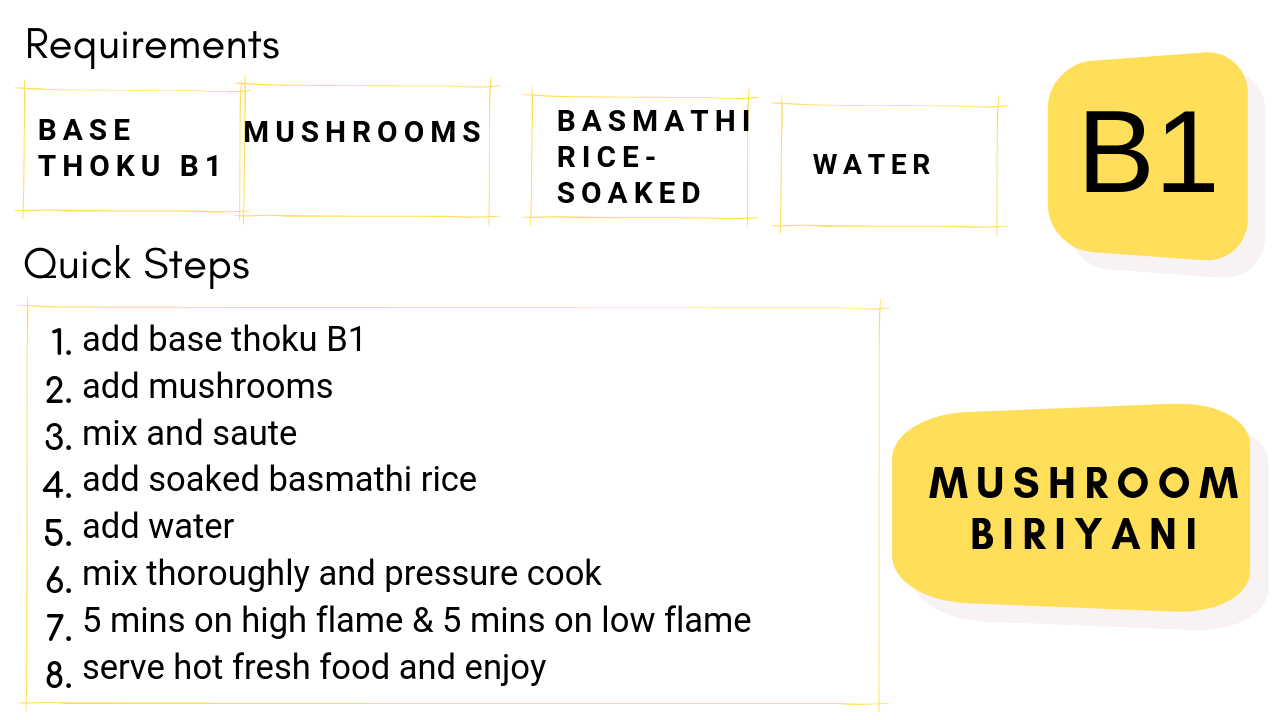 Requirements
BASE
THOKU B1
MUSHROOMS
BASMATHI
RICE-
SOAKED
WATER
B1
Quick Steps
1. add base thoku B1
2. add mushrooms
3. mix and saute
4. add soaked basmathi rice
5. add water
6. mix thoroughly and pressure cook
7. 5 mins on high flame & 5 mins on low flame
8. serve hot fresh food and enjoy
MUSHROOM
BIRIYANI